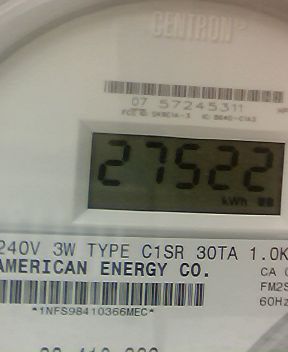 CENTRON®
07 57245311
27522
kWh
240V 3W TYPE C1SR 30TA 1.0K
AMERICAN ENERGY CO.
CA
FM2S
60Hz
*1NFS98410366MEC*